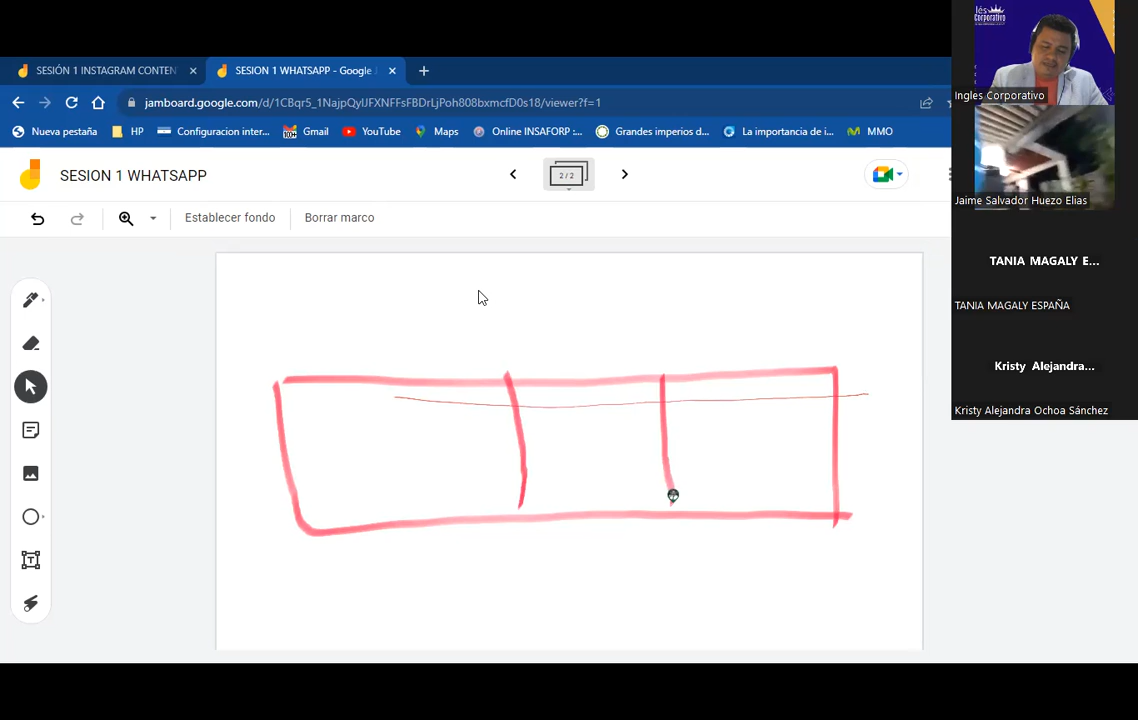 SESIÓN 1 INSTAGRAM CONTEN
SESION 1 WHATSAPP - Google
jamboard.google.com/d/1CBqr5_1NajpQylJFXNFFsFBDrLjPoh808bxmcfD0s18/viewer?f=1
Nueva pestaña HP Configuracion inter... Gmail YouTube Maps Online INSAFORP :... Grandes imperios d... La importancia de i... MMO
SESION 1 WHATSAPP
2 / 2
Establecer fondo Borrar marco
lés
Corporativo
Ingles Corporativo
Jaime Salvador Huezo Elias
TANIA MAGALY E...
TANIA MAGALY ESPAÑA
Kristy Alejandra...
Kristy Alejandra Ochoa Sánchez